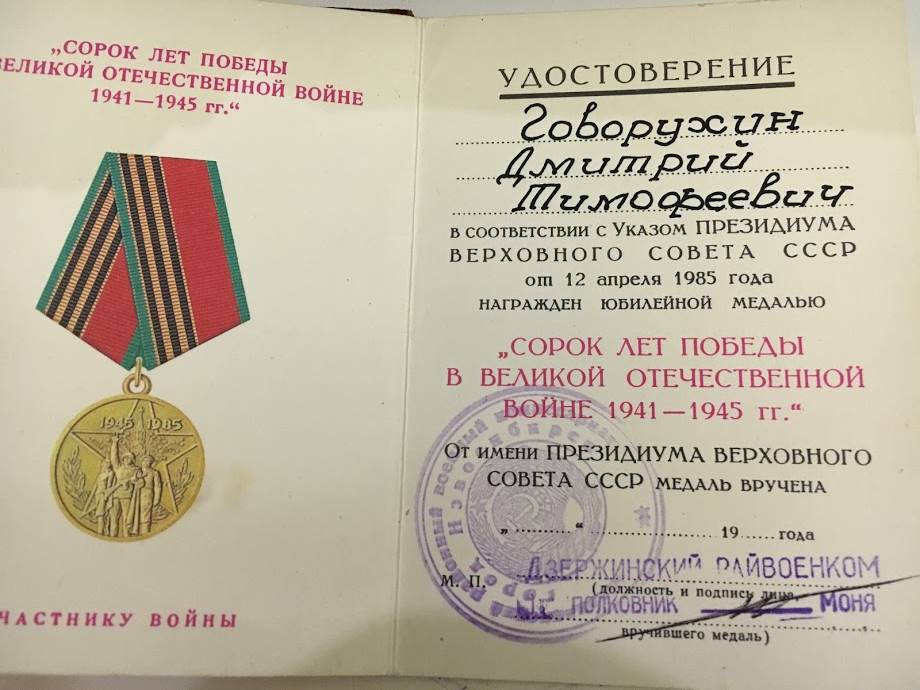 „СОРОК ЛЕТ ПОБЕДЫ
ВЕЛИКОЙ ОТЕЧЕСТВЕННОЙ ВОЙНЕ
1941—1945 гг.“
1945 1985
ЧАСТНИКУ ВОЙНЫ
УДОСТОВЕРЕНИЕ
Говорухин
Дмитрий
Тимофеевич
В СООТВЕТСТВИИ С УКАЗОМ ПРЕЗИДИУМА
ВЕРХОВНОГО СОВЕТА СССР
от 12 апреля 1985 года
НАГРАЖДЕН ЮБИЛЕЙНОЙ МЕДАЛЬЮ
„СОРОК ЛЕТ ПОБЕДЫ
В ВЕЛИКОЙ ОТЕЧЕСТВЕННОЙ
ВОЙНЕ 1941—1945 гг.“
ОТ ИМЕНИ ПРЕЗИДИУМА ВЕРХОВНОГО
СОВЕТА СССР МЕДАЛЬ ВРУЧЕНА
„ “ 19 года
ДЗЕРЖИНСКИЙ РАЙВОЕНКОМ
М. П. (должность и подпись лица,
ПОЛКОВНИК МОНЯ
вручившего медаль)